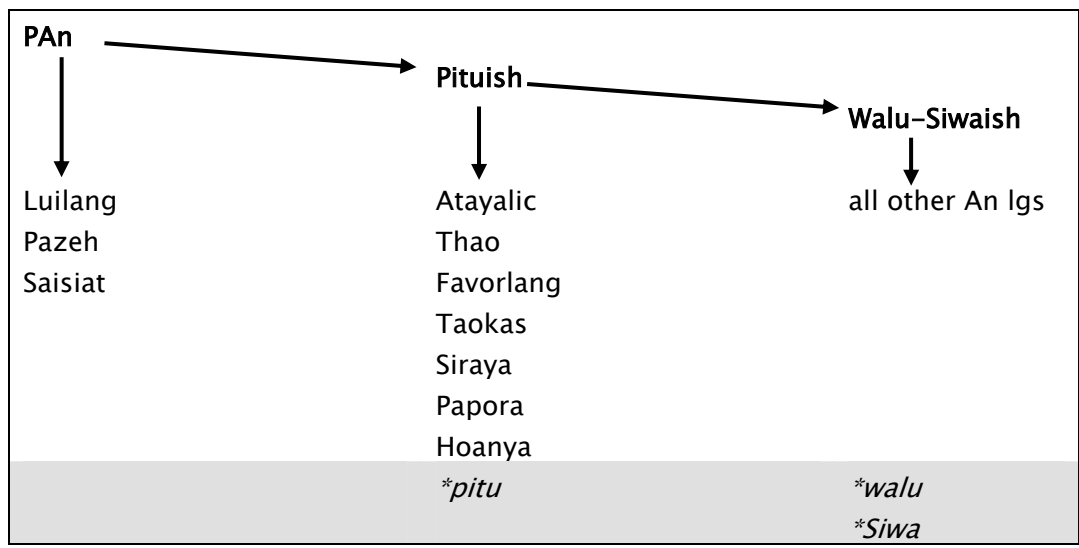 PAn
Pituish
Walu-Siwaish
Luilang Atayalic all other An lgs
Pazeh Thao
Saisiat Favorlang
Taokas
Siraya
Papora
Hoanya
*pitu *walu
*Siwa